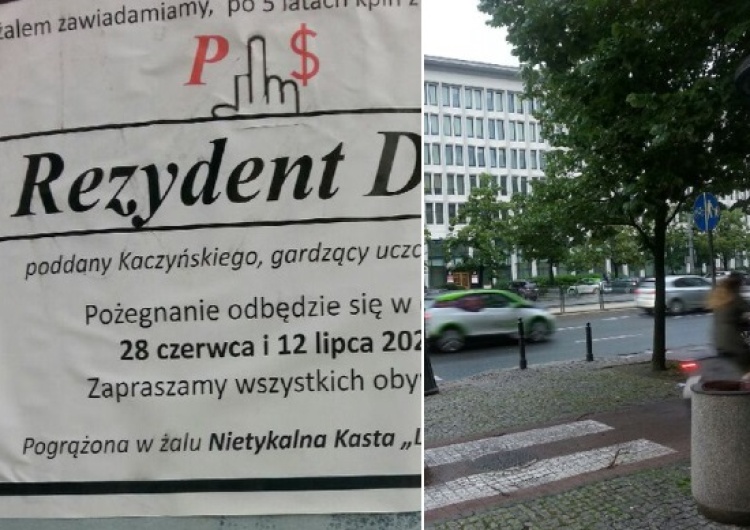 żalem zawiadamiamy, po 5 latach kpin z
P $
Rezydent D
poddany Kaczyńskiego, gardzący uczc
Pożegnanie odbędzie się w
28 czerwca i 12 lipca 202
Zapraszamy wszystkich oby
Pogrążona w żalu Nietykalna Kasta „L